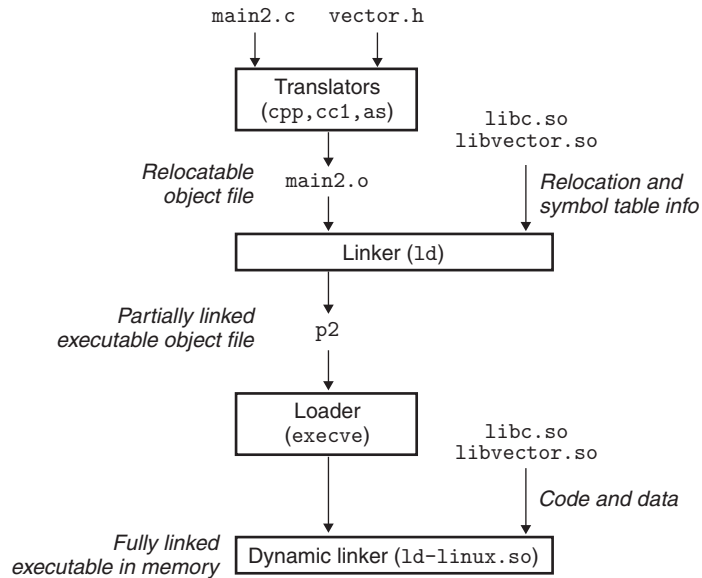 main2.c vector.h
Translators
(cpp,cc1,as)
libc.so
libvector.so
Relocatable
object file
main2.o
Relocation and
symbol table info
Linker (ld)
Partially linked
executable object file
p2
Loader
(execve)
libc.so
libvector.so
Code and data
Fully linked
executable in memory
Dynamic linker (ld-linux.so)